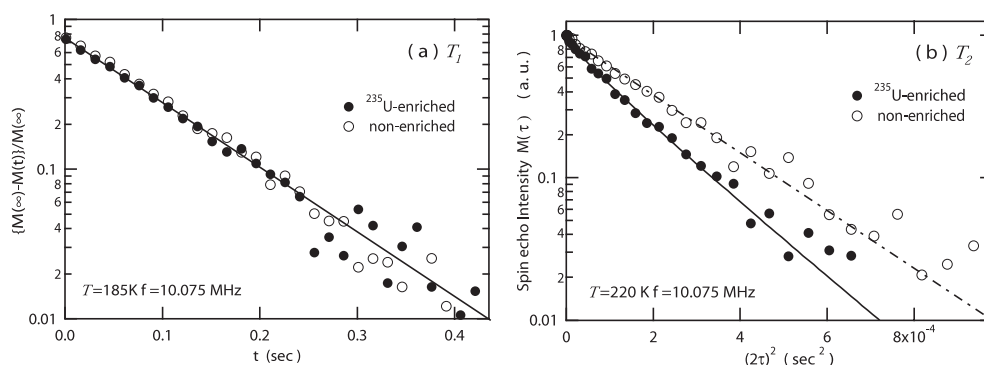 1
8
6
4
2
0.1
8
6
4
2
0.01
{M(∞)-M(t)}/M(∞)
(a) T1
235U-enriched
non-enriched
T=185K f=10.075 MHz
0.0 0.1 0.2 0.3 0.4
t (sec)
1
8
6
4
2
0.1
8
6
4
2
0.01
Spin echo Intensity M(τ) (a. u.)
(b) T2
235U-enriched
non-enriched
T=220 K f=10.075 MHz
0 2 4 6 8x10-4
(2τ)2 (sec2)